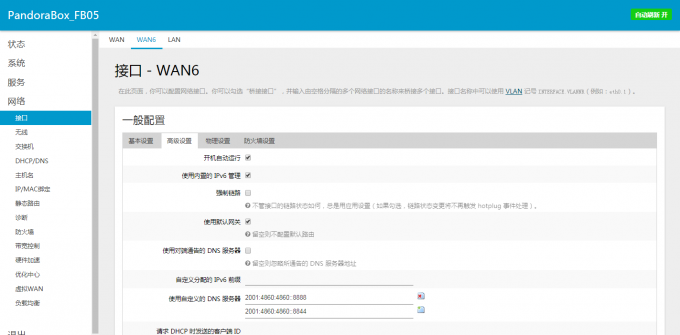 PandoraBox_FB05
自动刷新 开
状态
系统
服务
网络
接口
无线
交换机
DHCP/DNS
主机名
IP/MAC绑定
静态路由
诊断
防火墙
带宽控制
硬件加速
优化中心
虚拟WAN
负载均衡
退出
WAN WAN6 LAN
接口 - WAN6
在此页面，你可以配置网络接口。你可以勾选“桥接接口”，并输入由空格分隔的多个网络接口的名称来桥接多个接口。接口名称中可以使用 VLAN 记号 INTERFACE.VLANNR（例如：eth0.1）。
一般配置
基本设置 高级设置 物理设置 防火墙设置
开机自动运行
使用内置的 IPv6 管理
强制链路
不管接口的链路状态如何，总是用应用设置（如果勾选，链路状态变更将不再触发 hotplug 事件处理）。
使用默认网关
留空则不配置默认路由
使用对端通告的 DNS 服务器
留空则忽略所通告的 DNS 服务器地址
自定义分配的 IPv6 前缀
使用自定义的 DNS 服务器 2001:4860:4860::8888
2001:4860:4860::8844
请求 DHCP 时发送的客户端 ID